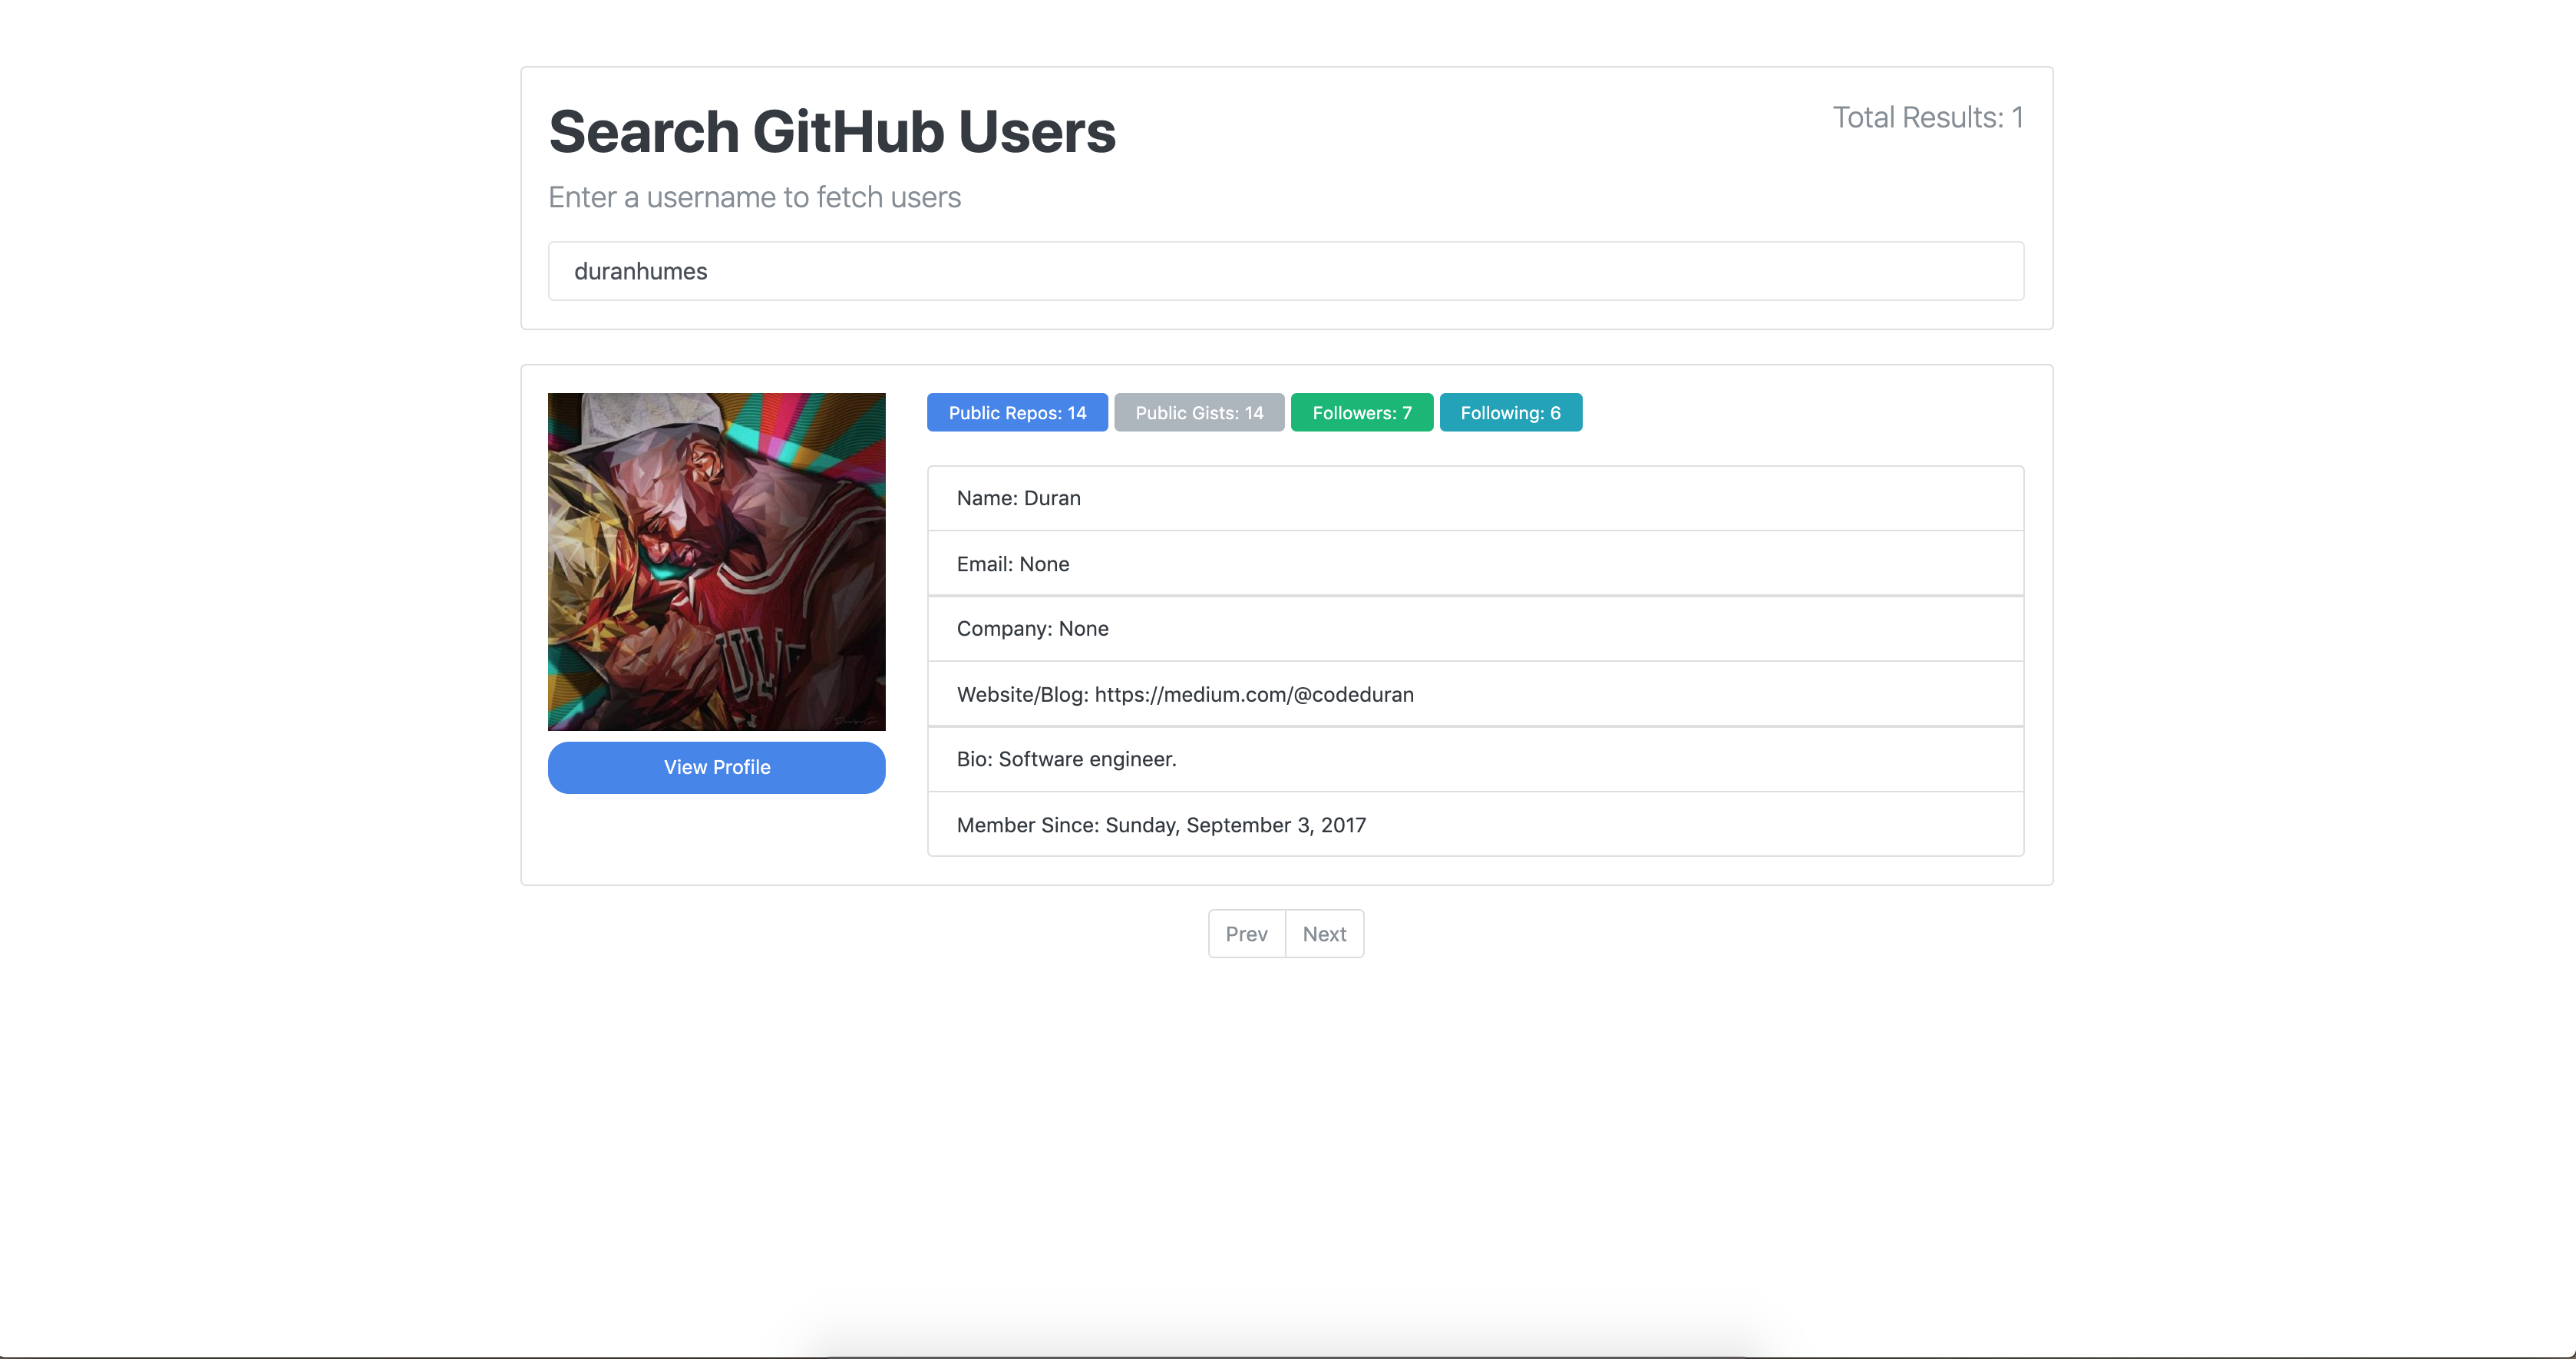 Search GitHub Users
Total Results: 1
Enter a username to fetch users
duranhumes
Public Repos: 14
Public Gists: 14
Followers: 7
Following: 6
Name: Duran
Email: None
Company: None
Website/Blog: https://medium.com/@codeduran
Bio: Software engineer.
Member Since: Sunday, September 3, 2017
View Profile
Prev
Next